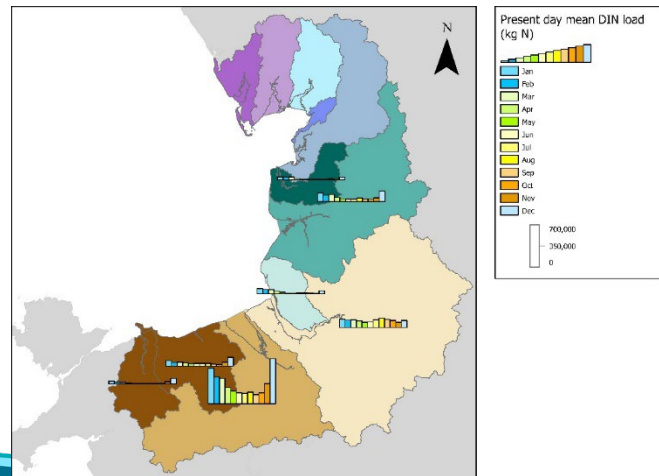 N
Present day mean DIN load
(kg N)
Jan
Feb
Mar
Apr
May
Jun
Jul
Aug
Sep
Oct
Nov
Dec
700,000
350,000
0